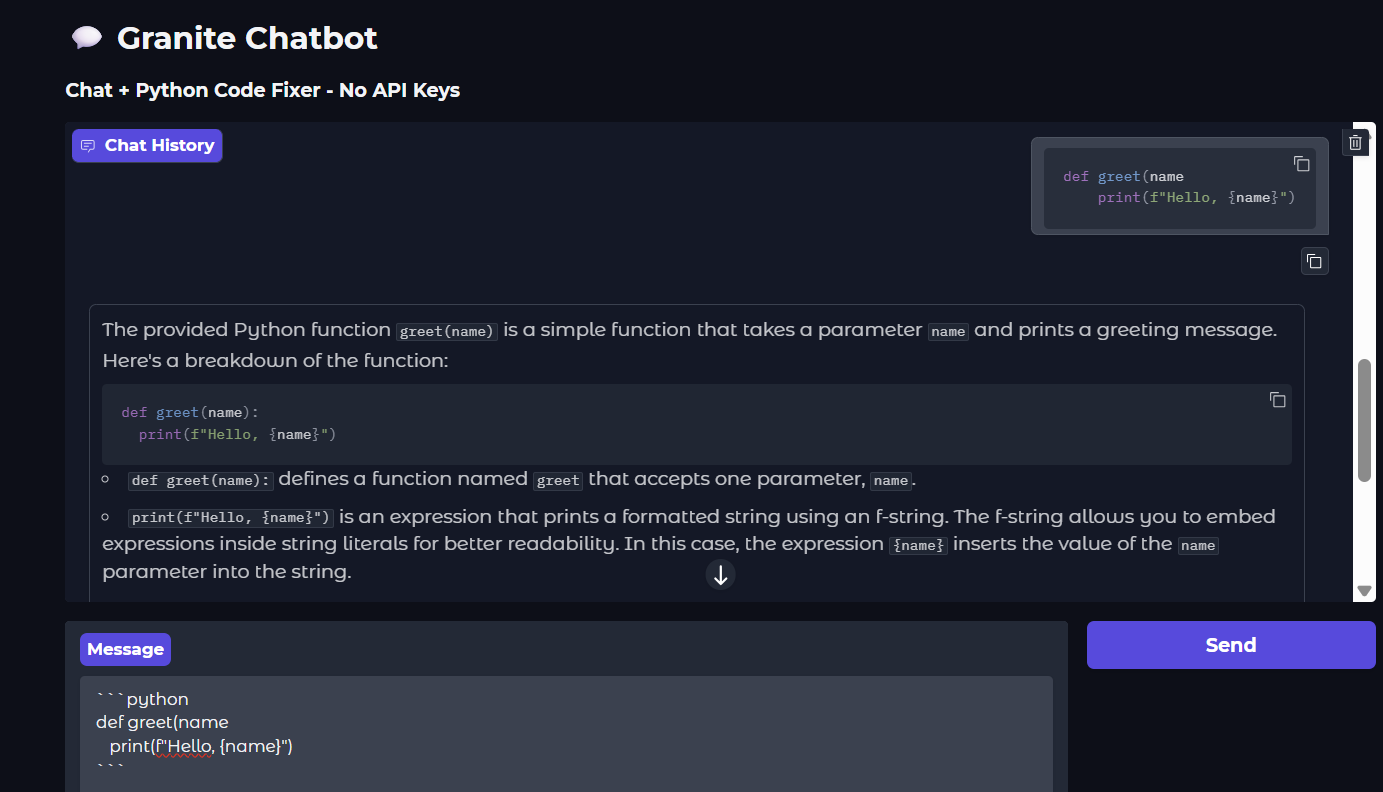 Granite Chatbot
Chat + Python Code Fixer - No API Keys
Chat History
def greet(name
    print(f"Hello, {name}")
The provided Python function greet(name) is a simple function that takes a parameter name and prints a greeting message.
Here's a breakdown of the function:
def greet(name):
  print(f"Hello, {name}")
def greet(name): defines a function named greet that accepts one parameter, name.
print(f"Hello, {name}") is an expression that prints a formatted string using an f-string. The f-string allows you to embed
expressions inside string literals for better readability. In this case, the expression {name} inserts the value of the name
parameter into the string.
Message
Send
```python
def greet(name
   print(f"Hello, {name}")
```